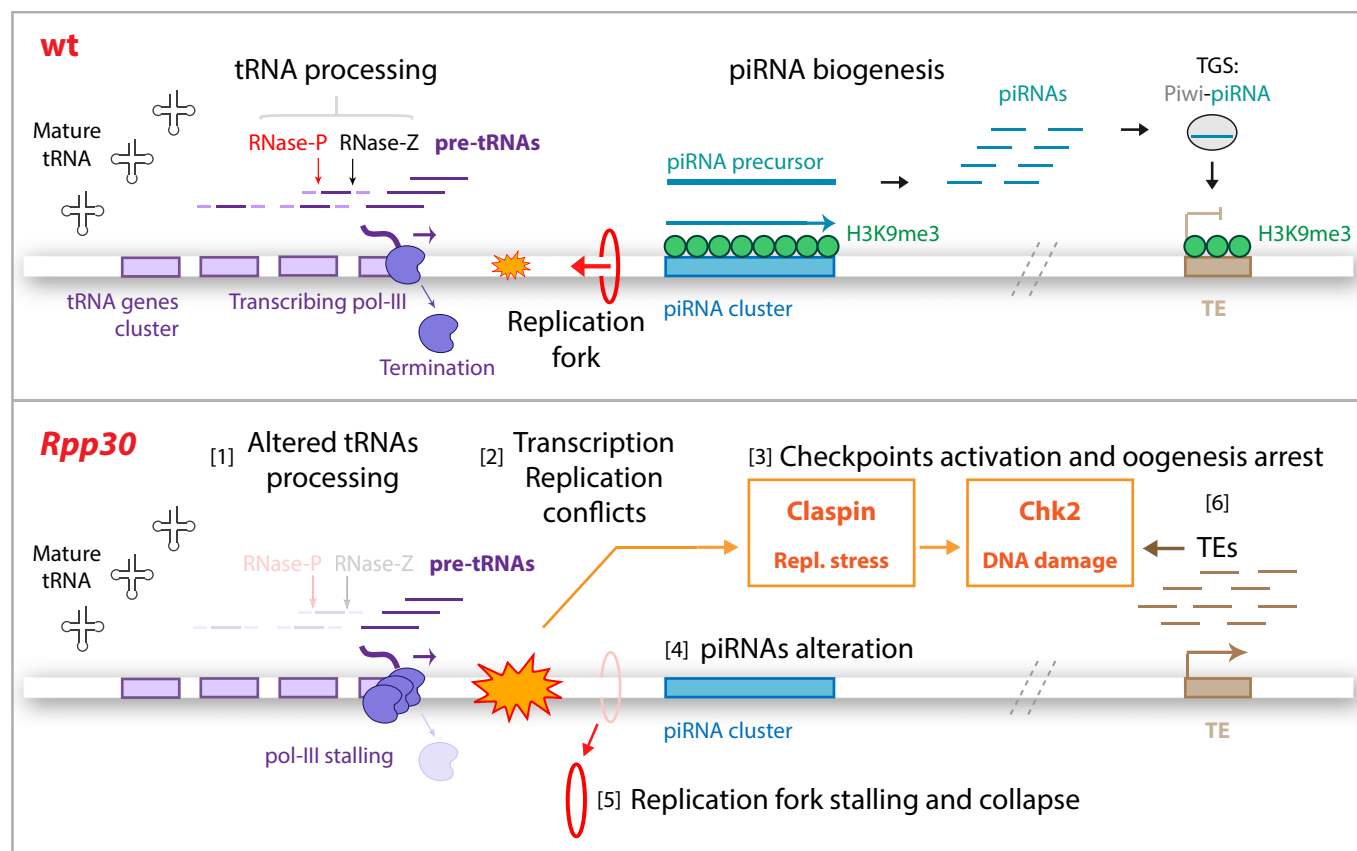 wt
tRNA processing
piRNA biogenesis
TGS:
Piwi-piRNA
piRNAs
Mature
tRNA
RNase-P
RNase-Z
pre-tRNAs
piRNA precursor
H3K9me3
H3K9me3
tRNA genes
cluster
Transcribing pol-III
Termination
Replication
fork
piRNA cluster
TE
Rpp30
[1] Altered tRNAs
processing
[2] Transcription
Replication
conflicts
[3] Checkpoints activation and oogenesis arrest
Claspin
Repl. stress
Chk2
DNA damage
[6]
TEs
Mature
tRNA
RNase-P
RNase-Z
pre-tRNAs
[4] piRNAs alteration
pol-III stalling
piRNA cluster
TE
[5] Replication fork stalling and collapse